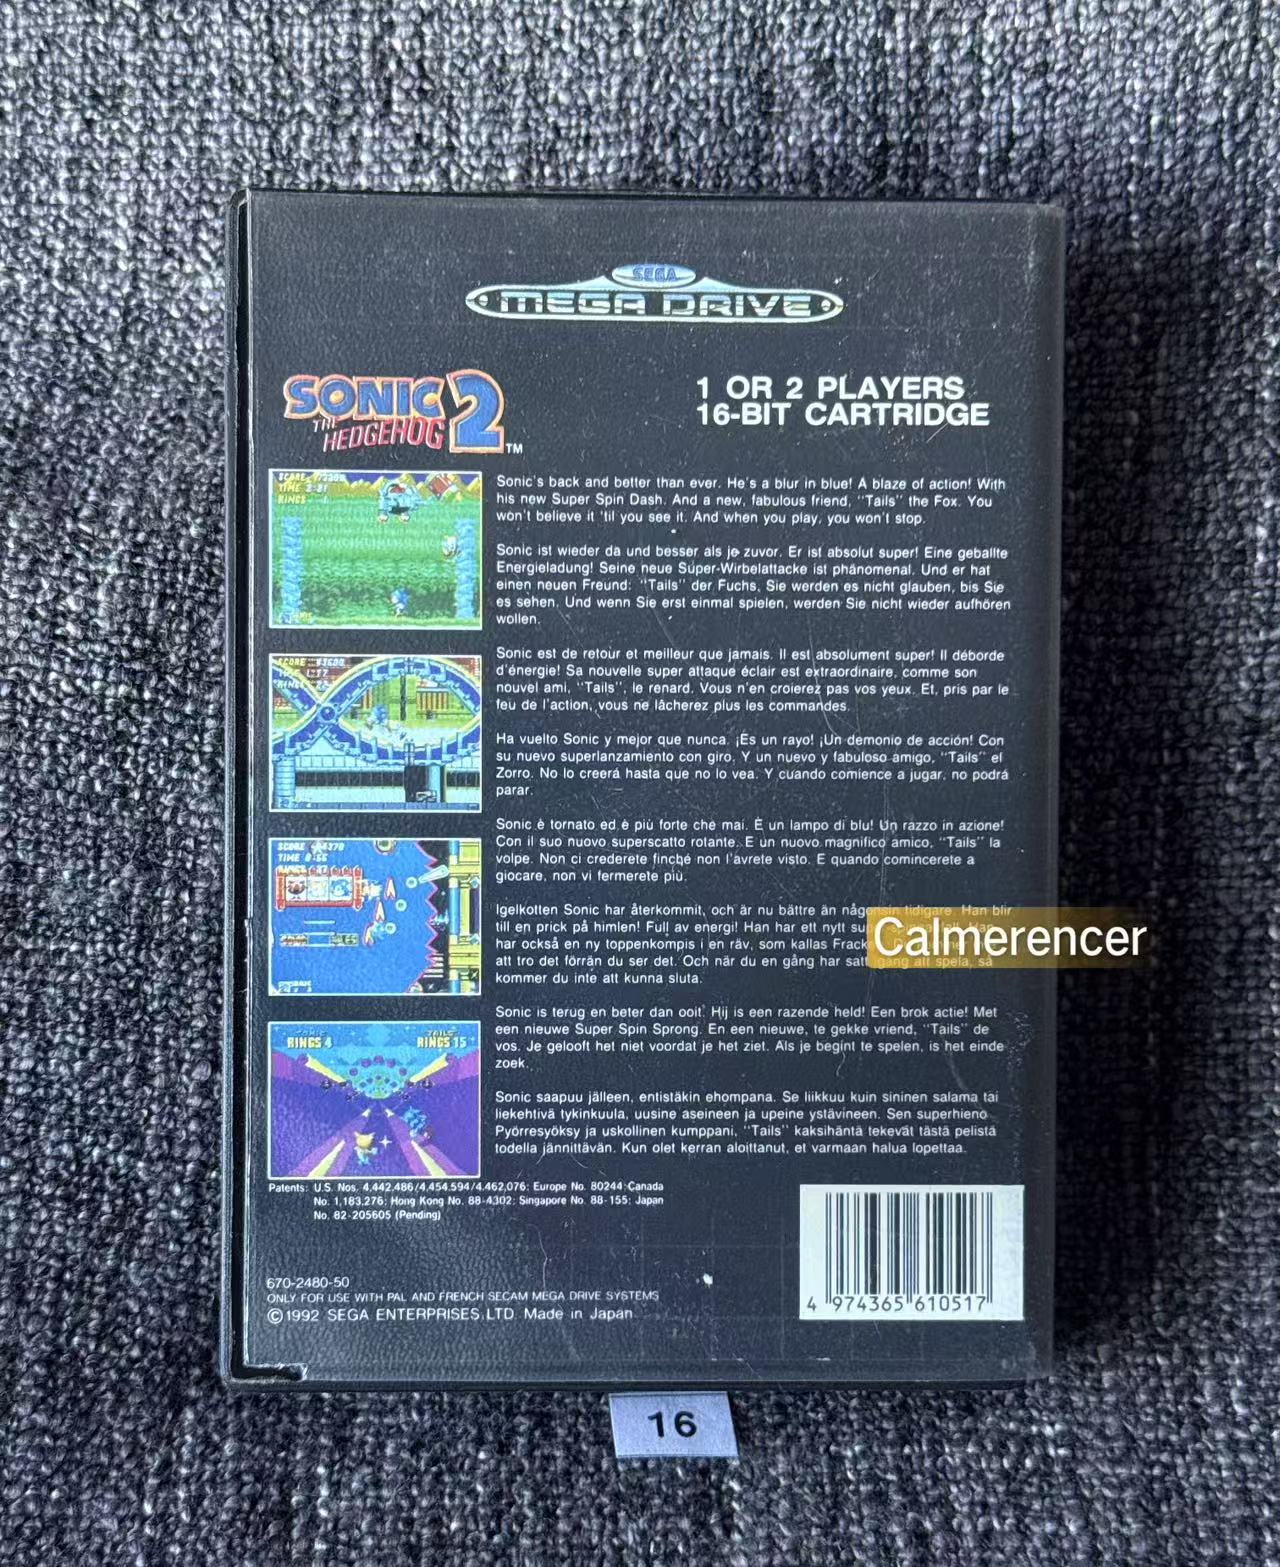 SEGA
MEGA DRIVE
SONIC
THE
HEDGEHOG
2
TM
1 OR 2 PLAYERS
16-BIT CARTRIDGE
Sonic's back and better than ever. He's a blur in blue! A blaze of action! With
his new Super Spin Dash. And a new, fabulous friend, "Tails" the Fox. You
won't believe it 'til you see it. And when you play, you won't stop.
Sonic ist wieder da und besser als je zuvor. Er ist absolut super! Eine geballte
Energieladung! Seine neue Super-Wirbelattacke ist phänomenal. Und er hat
einen neuen Freund: "Tails" der Fuchs, Sie werden es nicht glauben, bis Sie
es sehen. Und wenn Sie erst einmal spielen, werden Sie nicht wieder aufhören
wollen.
Sonic est de retour et meilleur que jamais. Il est absolument super! Il déborde
d'énergie! Sa nouvelle super attaque éclair est extraordinaire, comme son
nouvel ami, "Tails", le renard. Vous n'en croierez pas vos yeux. Et, pris par le
feu de l'action, vous ne lâcherez plus les commandes.
Ha vuelto Sonic y mejor que nunca. ¡Es un rayo! ¡Un demonio de acción! Con
su nuevo superlanzamiento con giro. Y un nuevo y fabuloso amigo, "Tails" el
Zorro. No lo creerá hasta que no lo vea. Y cuando comience a jugar, no podrá
parar.
Sonic è tornato ed è più forte che mai. È un lampo di blu! Un razzo in azione!
Con il suo nuovo superscatto rotante. E un nuovo magnifico amico, "Tails" la
volpe. Non ci crederete finché non l'avrete visto. E quando comincerete a
giocare, non vi fermerete più.
Igelkotten Sonic har återkommit, och är nu bättre än någonsin tidigare. Han blir
till en prick på himlen! Full av energi! Han har ett nytt
har också en ny toppenkompis i en räv, som kallas
att tro det förrän du ser det. Och när du en gång har satt igång att spela, så
kommer du inte att kunna sluta.
Calmerencer
Sonic is terug en beter dan ooit. Hij is een razende held! Een brok actie! Met
een nieuwe Super Spin Sprong. En een nieuwe, te gekke vriend, "Tails" de
vos. Je gelooft het niet voordat je het ziet. Als je begint te spelen, is het einde
zoek.
Sonic saapuu jälleen, entistäkin ehompana. Se liikkuu kuin sininen salama tai
liekehtivä tykinkuula, uusine aseineen ja upeine ystävineen. Sen superhieno
Pyörresyöksy ja uskollinen kumppani, "Tails" kaksihäntä tekevät tästä pelistä
todella jännittävän. Kun olet kerran aloittanut, et varmaan halua lopettaa.
SCORE
TIME
RINGS
SCORE
SCORE
TIME
RINGS 4
TAILS
RINGS 15
Patents: U.S. Nos. 4,442,486/4,454,594/4,462,076; Europe No. 80244; Canada
No. 1,183,276; Hong Kong No. 88-4302; Singapore No. 88-155; Japan
No. 82-205605 (Pending)
670-2480-50
ONLY FOR USE WITH PAL AND FRENCH SECAM MEGA DRIVE SYSTEMS
©1992 SEGA ENTERPRISES, LTD. Made in Japan
4 974365 610517
16